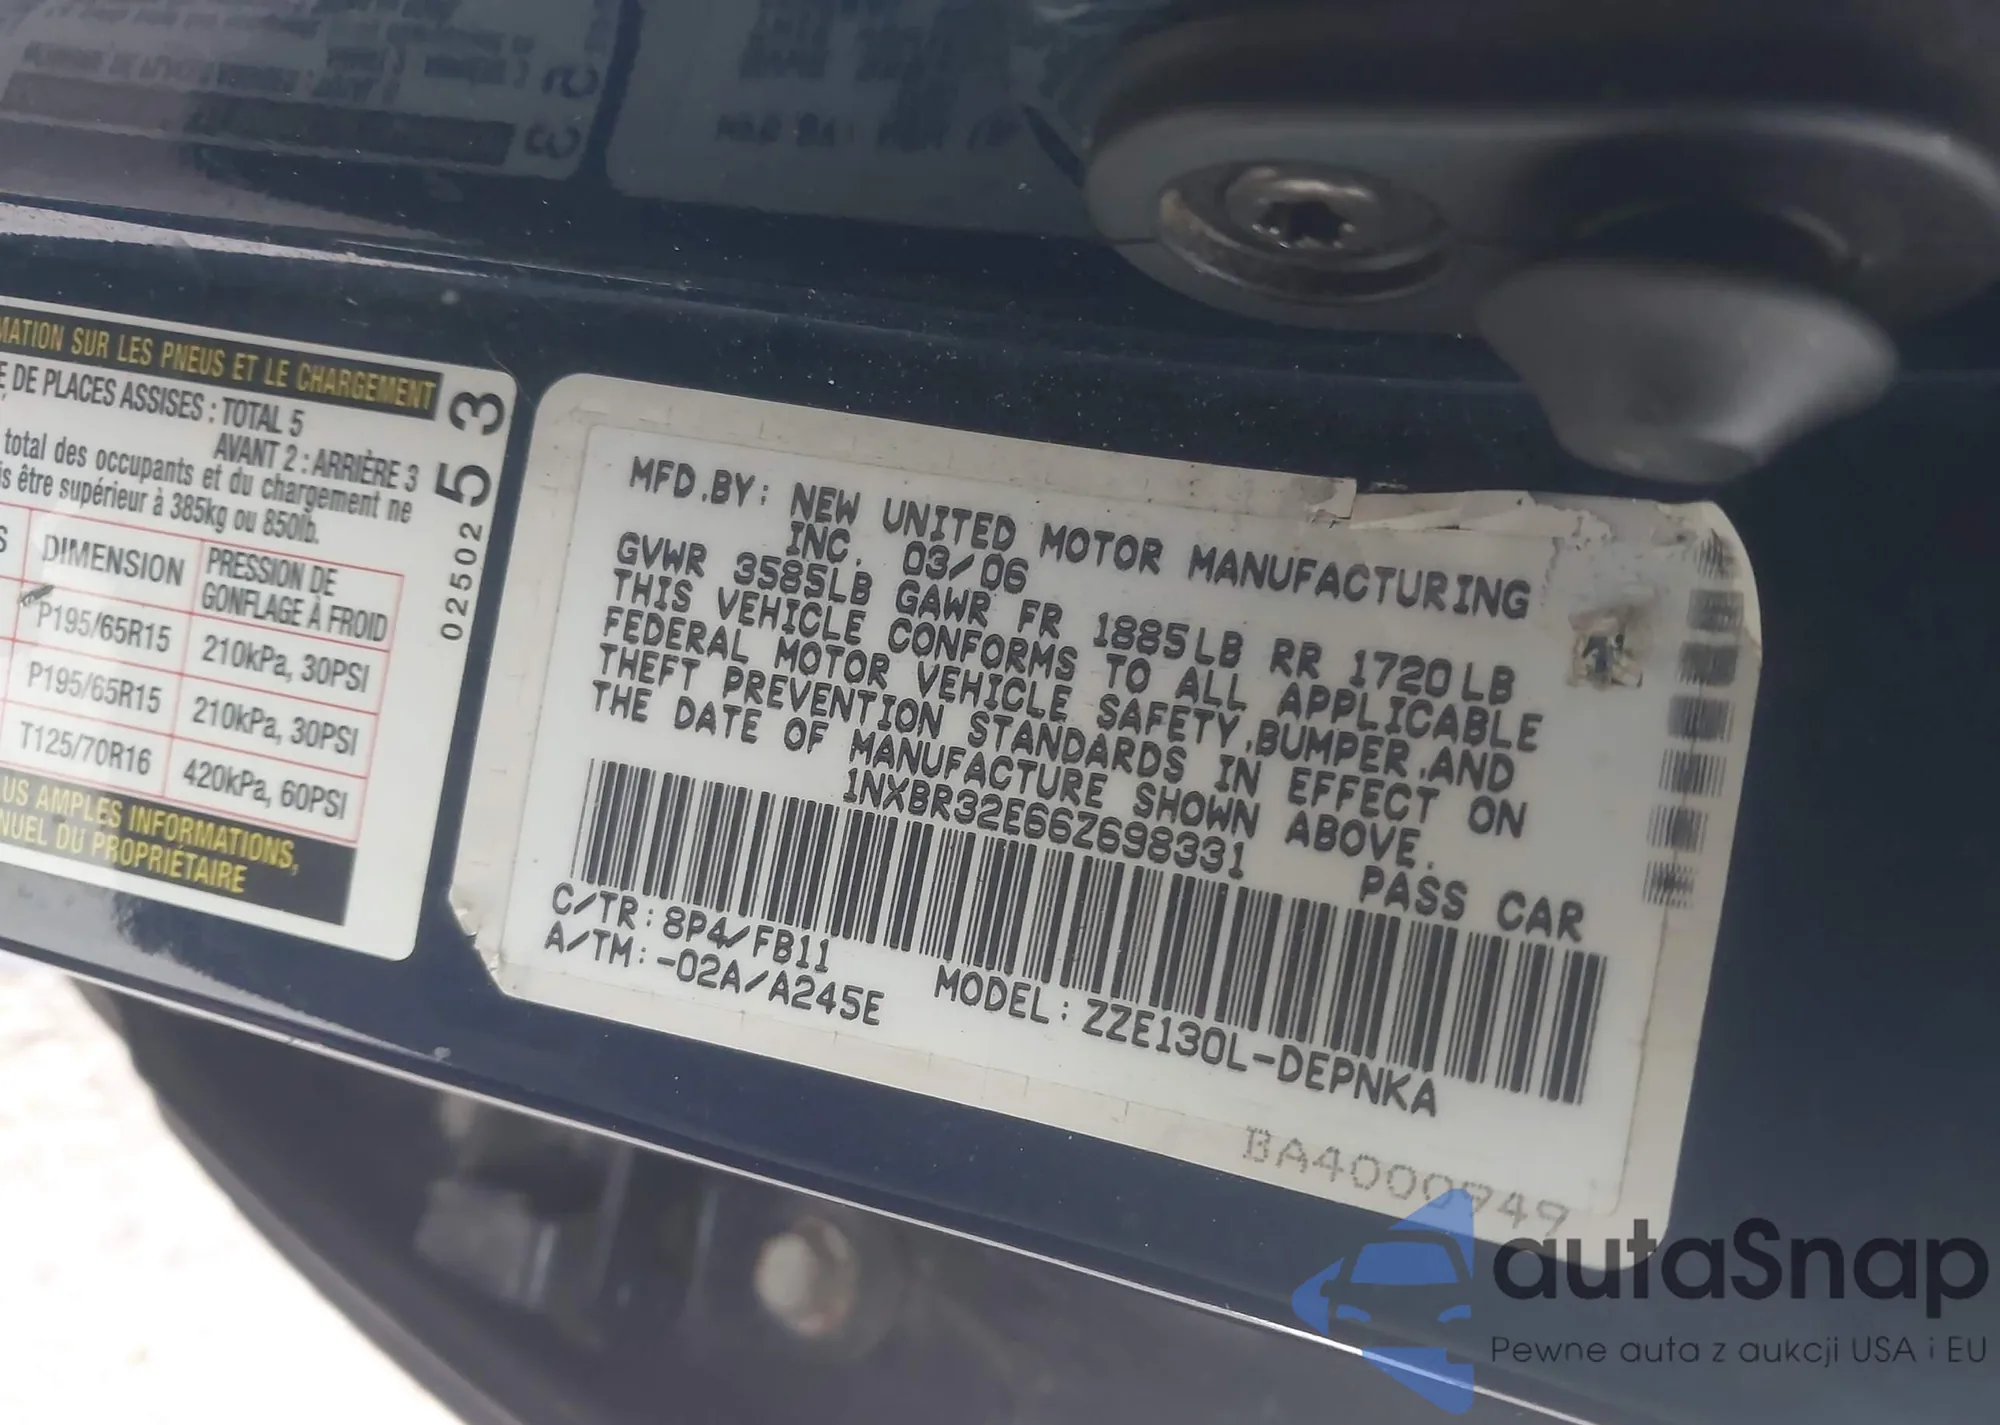 MATION SUR LES PNEUS ET LE CHARGEMENT
E DE PLACES ASSISES : TOTAL 5
AVANT 2 : ARRIÈRE 3
total des occupants et du chargement ne
is être supérieur à 385kg ou 850lb.
S DIMENSION PRESSION DE GONFLAGE À FROID
P195/65R15 210kPa, 30PSI
P195/65R15 210kPa, 30PSI
T125/70R16 420kPa, 60PSI
US AMPLES INFORMATIONS,
NUEL DU PROPRIÉTAIRE
02502 53
MFD.BY: NEW UNITED MOTOR MANUFACTURING
INC. 03/06
GVWR 3585LB GAWR FR 1885LB RR 1720LB
THIS VEHICLE CONFORMS TO ALL APPLICABLE
FEDERAL MOTOR VEHICLE SAFETY,BUMPER,AND
THEFT PREVENTION STANDARDS IN EFFECT ON
THE DATE OF MANUFACTURE SHOWN ABOVE.
1NXBR32E66Z698331
PASS CAR
C/TR: 8P4/FB11
A/TM:-02A/A245E
MODEL: ZZE130L-DEPNKA
BA4000949
autaSnap
Pewne auta z aukcji USA i EU